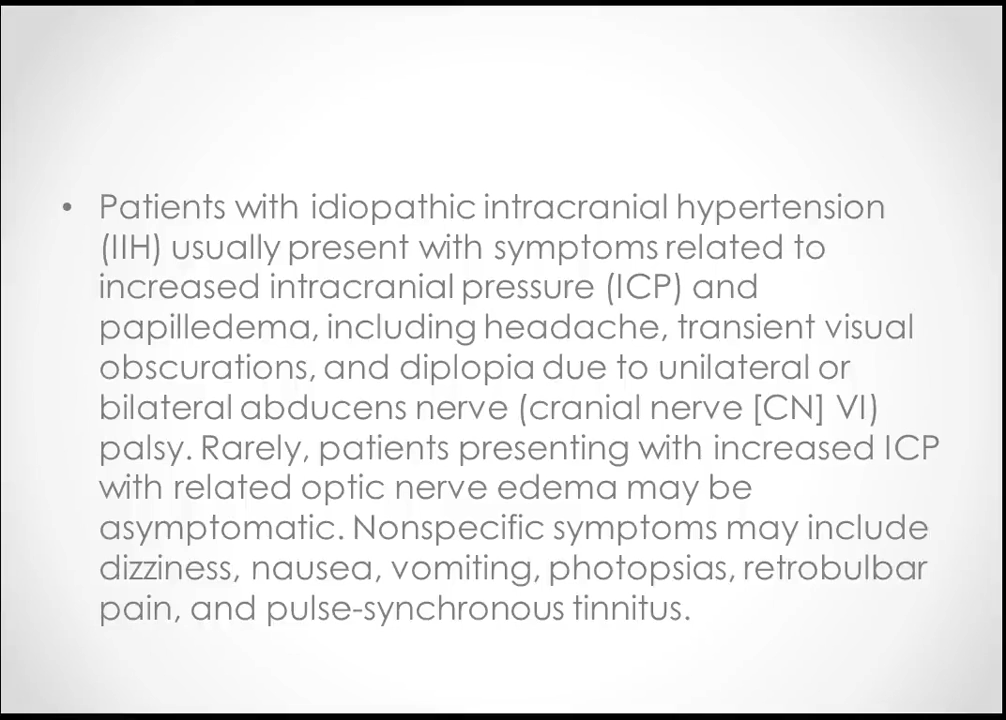 • Patients with idiopathic intracranial hypertension
(IIH) usually present with symptoms related to
increased intracranial pressure (ICP) and
papilledema, including headache, transient visual
obscurations, and diplopia due to unilateral or
bilateral abducens nerve (cranial nerve [CN] VI)
palsy. Rarely, patients presenting with increased ICP
with related optic nerve edema may be
asymptomatic. Nonspecific symptoms may include
dizziness, nausea, vomiting, photopsias, retrobulbar
pain, and pulse-synchronous tinnitus.